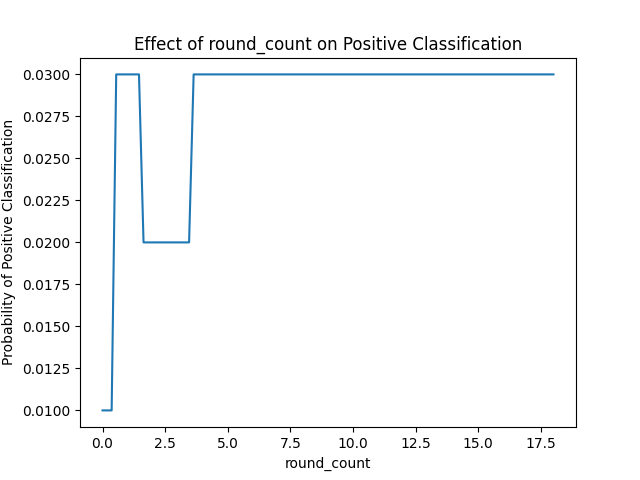 Effect of round_count on Positive Classification
Probability of Positive Classification
0.0300
0.0275
0.0250
0.0225
0.0200
0.0175
0.0150
0.0125
0.0100
0.0 2.5 5.0 7.5 10.0 12.5 15.0 17.5
round_count